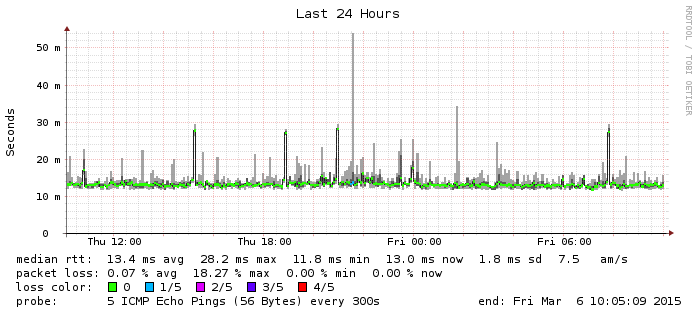 Last 24 Hours
RRDTOOL / TOBI OETIKER
Seconds
50 m
40 m
30 m
20 m
10 m
0
Thu 12:00 Thu 18:00 Fri 00:00 Fri 06:00
median rtt: 13.4 ms avg 28.2 ms max 11.8 ms min 13.0 ms now 1.8 ms sd 7.5 am/s
packet loss: 0.07 % avg 18.27 % max 0.00 % min 0.00 % now
loss color: 0 1/5 2/5 3/5 4/5
probe: 5 ICMP Echo Pings (56 Bytes) every 300s end: Fri Mar 6 10:05:09 2015